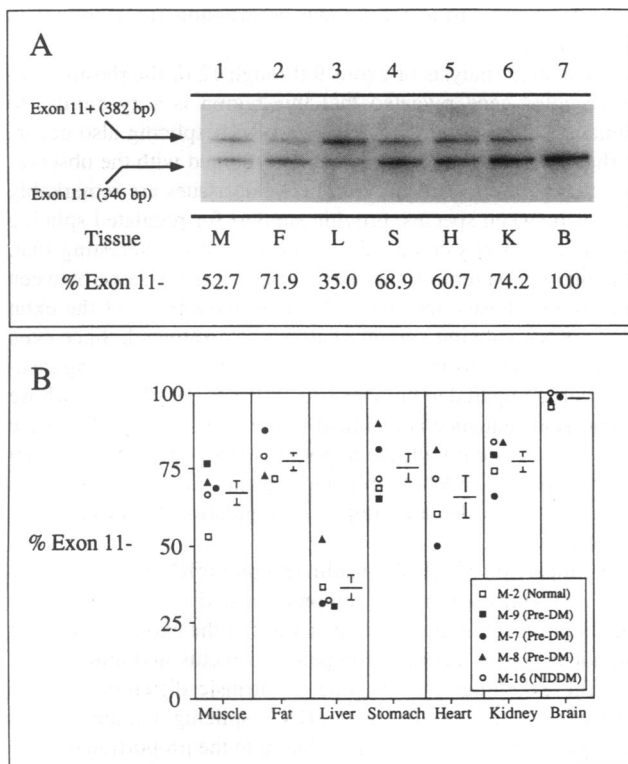 A
1 2 3 4 5 6 7
Exon 11+ (382 bp)
Exon 11- (346 bp)
Tissue M F L S H K B
% Exon 11- 52.7 71.9 35.0 68.9 60.7 74.2 100
B
100
75
% Exon 11-
50
25
0
M-2 (Normal)
M-9 (Pre-DM)
M-7 (Pre-DM)
M-8 (Pre-DM)
M-16 (NIDDM)
Muscle Fat Liver Stomach Heart Kidney Brain